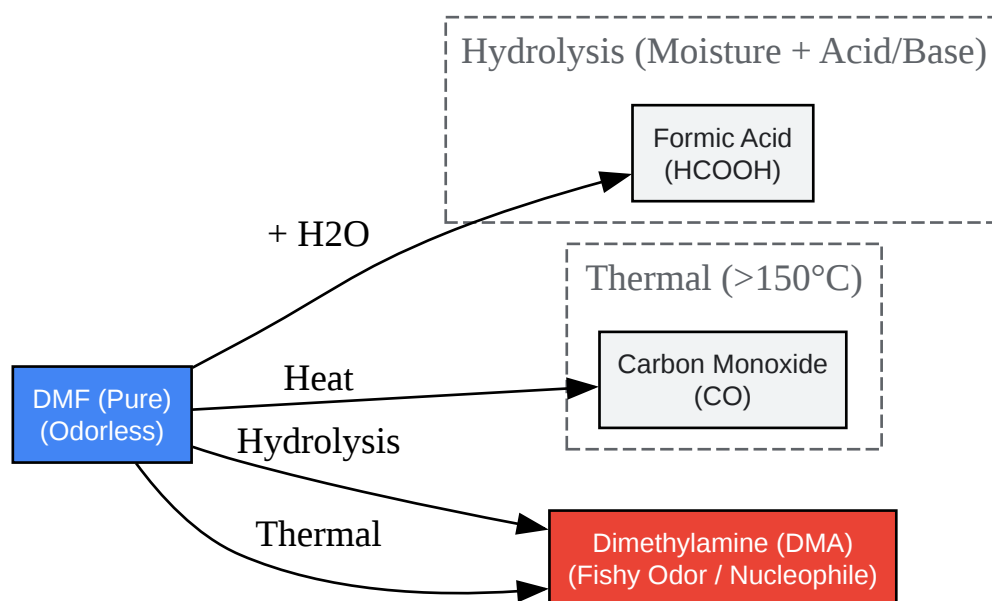 Hydrolysis (Moisture + Acid/Base)
Formic Acid
(HCOOH)
+ H2O
Thermal (>150°C)
Heat
Carbon Monoxide
(CO)
DMF (Pure)
(Odorless)
Hydrolysis
Thermal
Dimethylamine (DMA)
(Fishy Odor / Nucleophile)